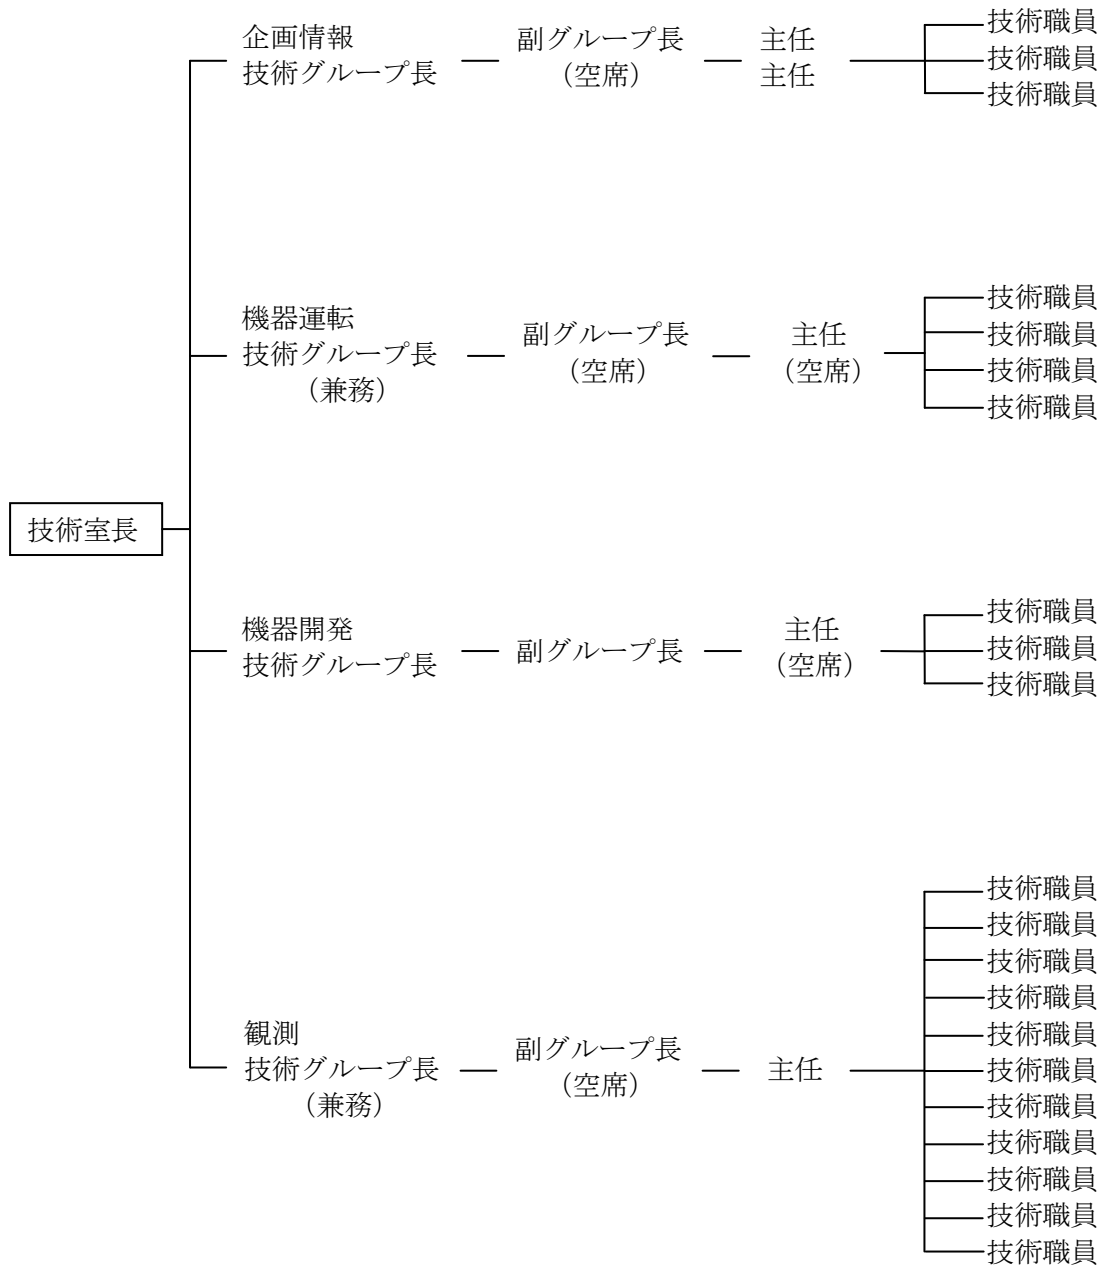 技術室長
企画情報
技術グループ長
副グループ長
（空席）
主任
主任
技術職員
技術職員
技術職員
機器運転
技術グループ長
（兼務）
副グループ長
（空席）
主任
（空席）
技術職員
技術職員
技術職員
技術職員
機器開発
技術グループ長
副グループ長
主任
（空席）
技術職員
技術職員
技術職員
観測
技術グループ長
（兼務）
副グループ長
（空席）
主任
技術職員
技術職員
技術職員
技術職員
技術職員
技術職員
技術職員
技術職員
技術職員
技術職員
技術職員